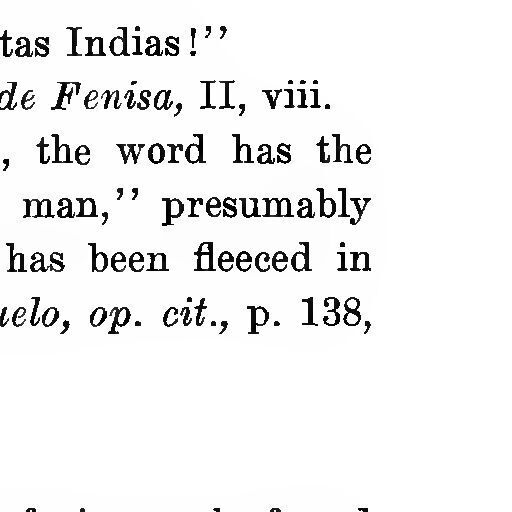 tas Indias!''
de Fenisa, II, viii.
, the word has the
man,'' presumably
has been fleeced in
uelo, op. cit., p. 138,